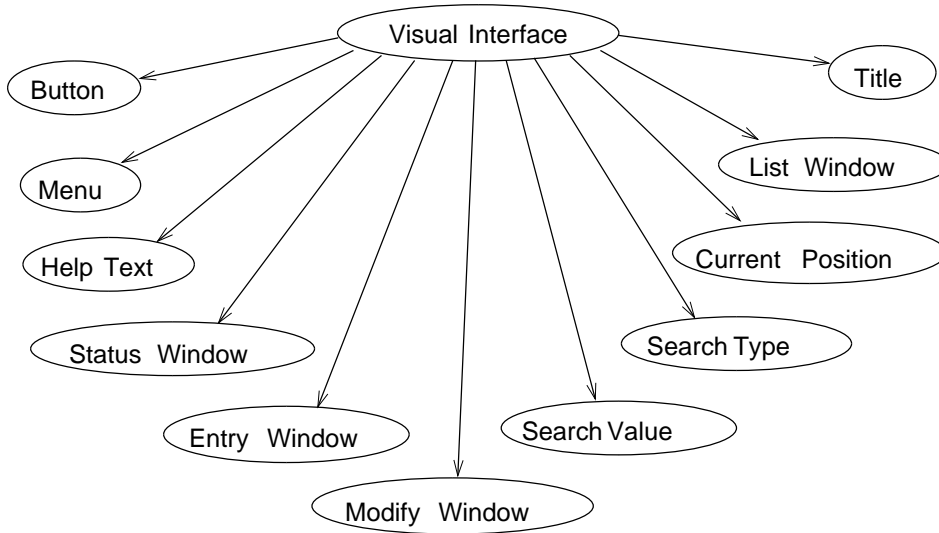 Visual Interface
Button
Title
Menu
List Window
Help Text
Current Position
Status Window
Search Type
Entry Window
Search Value
Modify Window